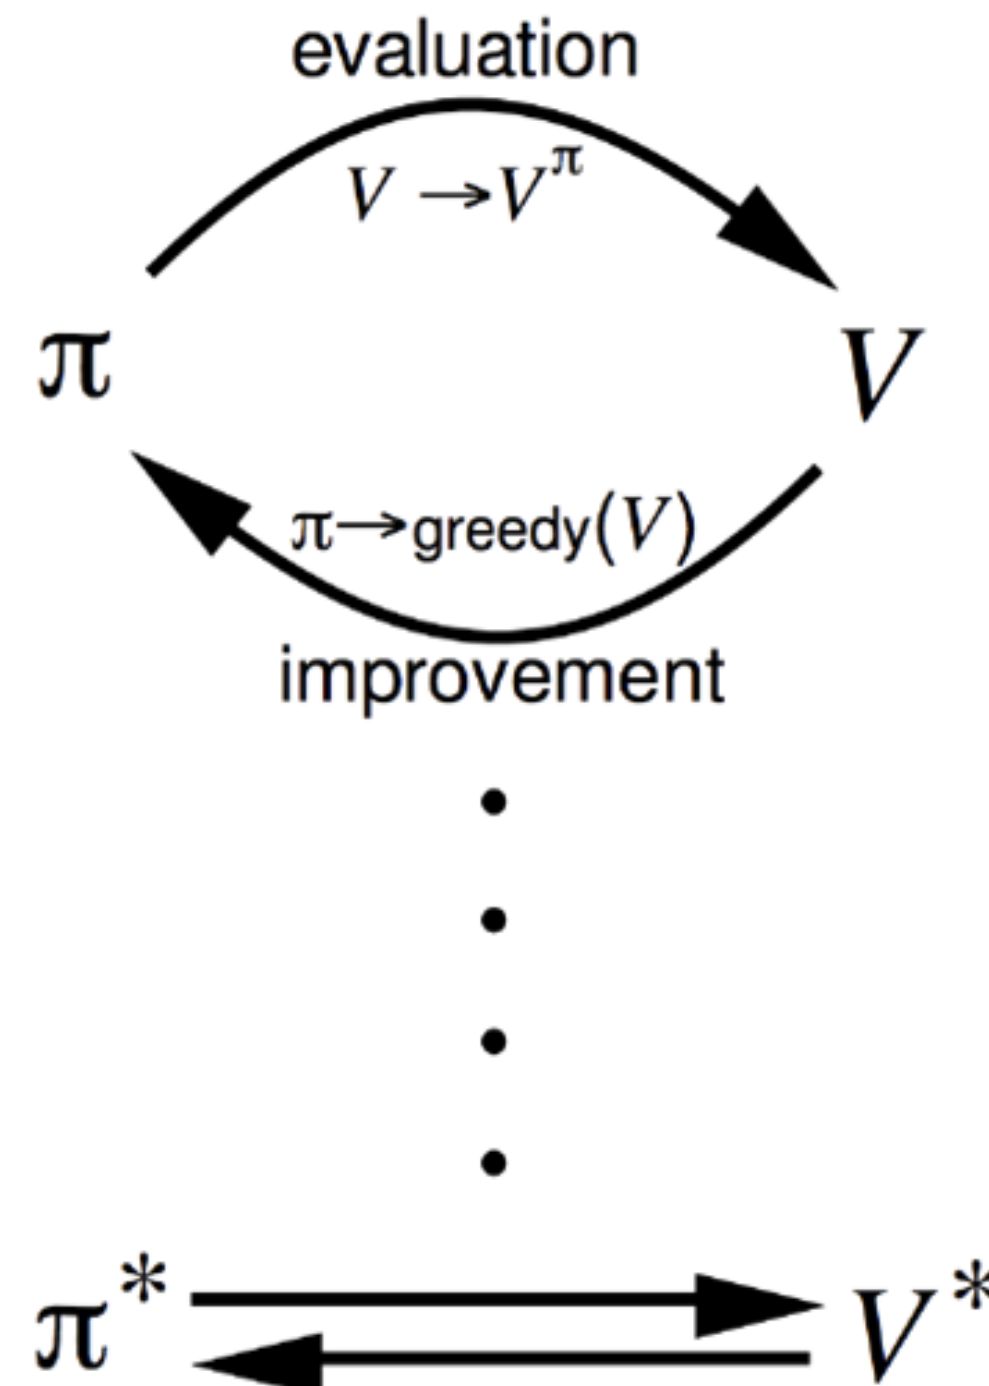 evaluation
V → V^π
π V
π → greedy(V)
improvement
π* V*